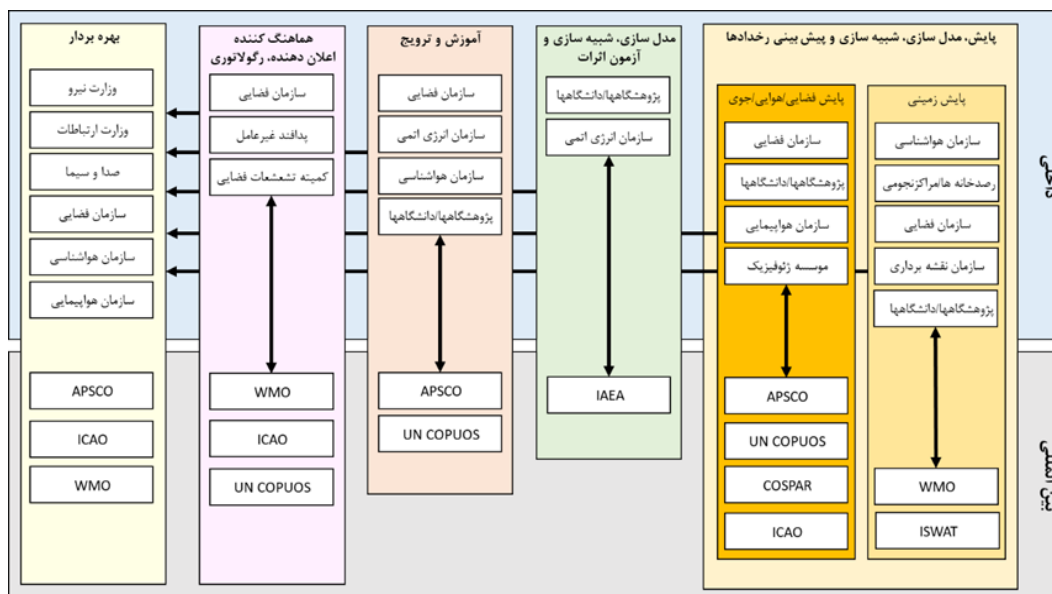 پایش، مدل سازی، شبیه سازی و پیش بینی رخدادها
پایش زمینی
سازمان هواشناسی
رصدخانه ها/مراکزنجومی
سازمان فضایی
سازمان نقشه برداری
پژوهشگاهها/دانشگاهها
WMO
ISWAT
پایش فضایی/هوایی/جوی
سازمان فضایی
پژوهشگاهها/دانشگاهها
سازمان هواپیمایی
موسسه ژئوفیزیک
APSCO
UN COPUOS
COSPAR
ICAO
مدل سازی، شبیه سازی و
آزمون اثرات
پژوهشگاهها/دانشگاهها
سازمان انرژی اتمی
IAEA
آموزش و ترویج
سازمان فضایی
سازمان انرژی اتمی
سازمان هواشناسی
پژوهشگاهها/دانشگاهها
APSCO
UN COPUOS
هماهنگ کننده
اعلان دهنده، رگولاتوری
سازمان فضایی
پدافند غیرعامل
کمیته تشعشعات فضایی
WMO
ICAO
UN COPUOS
بهره بردار
وزارت نیرو
وزارت ارتباطات
صدا و سیما
سازمان فضایی
سازمان هواشناسی
سازمان هواپیمایی
APSCO
ICAO
WMO
داخلی
بین المللی